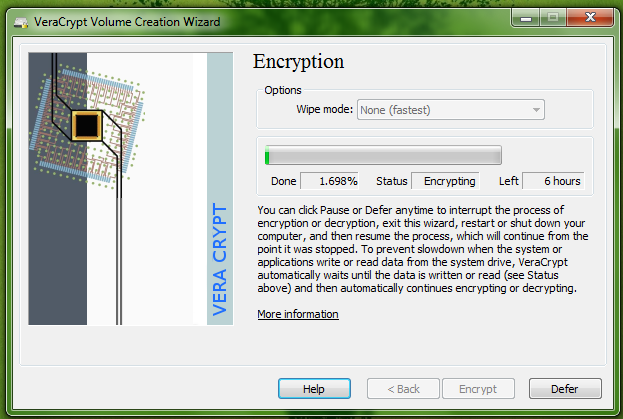 VeraCrypt Volume Creation Wizard
Encryption
Options
Wipe mode: None (fastest)
Done 1.698% Status Encrypting Left 6 hours
You can click Pause or Defer anytime to interrupt the process of
encryption or decryption, exit this wizard, restart or shut down your
computer, and then resume the process, which will continue from the
point it was stopped. To prevent slowdown when the system or
applications write or read data from the system drive, VeraCrypt
automatically waits until the data is written or read (see Status
above) and then automatically continues encrypting or decrypting.
More information
VERA CRYPT
Help < Back Encrypt Defer